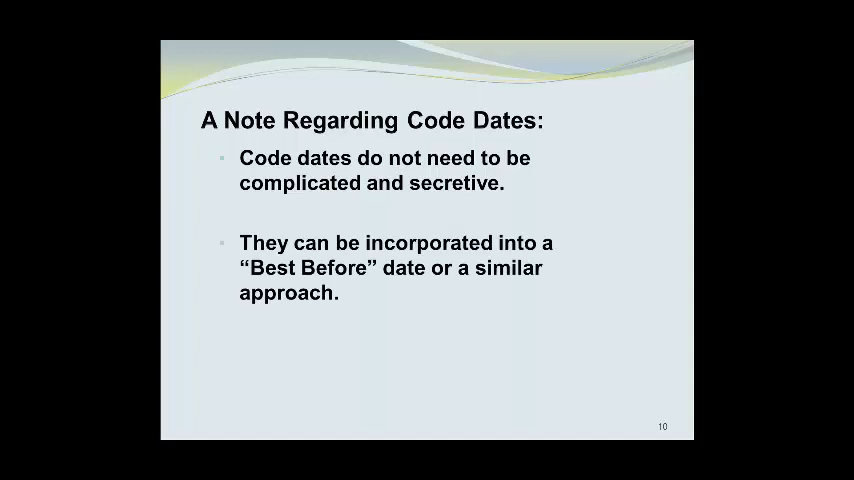 A Note Regarding Code Dates:
Code dates do not need to be
complicated and secretive.
They can be incorporated into a
“Best Before” date or a similar
approach.
10